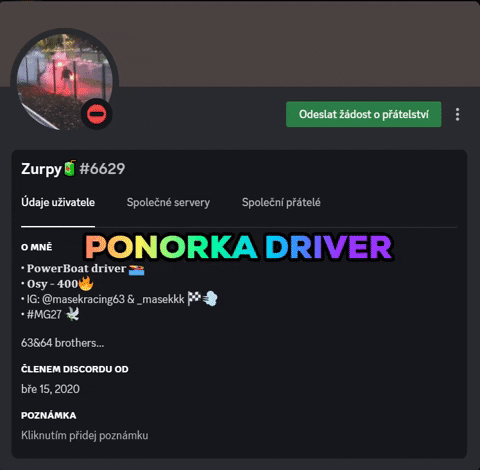 Odeslat žádost o přátelství
Zurpy🧃#6629
Údaje uživatele Společné servery Společní přátelé
PONORKA DRIVER
O MNĚ
• PowerBoat driver 🚤
• Osy - 400🔥
• IG: @masekracing63 & _masekkk 🏁💨
• #MG27 🕊️
63&64 brothers...
ČLENEM DISCORDU OD
bře 15, 2020
POZNÁMKA
Kliknutím přidej poznámku